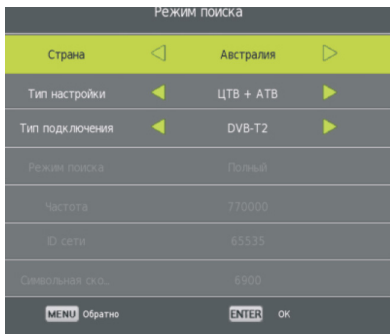 Режим поиска
Страна Австралия
Тип настройки ЦТВ + АТВ
Тип подключения DVB-T2
Режим поиска Полный
Частота 770000
ID сети 65535
Символьная ско.. 6900
MENU Обратно ENTER ОК